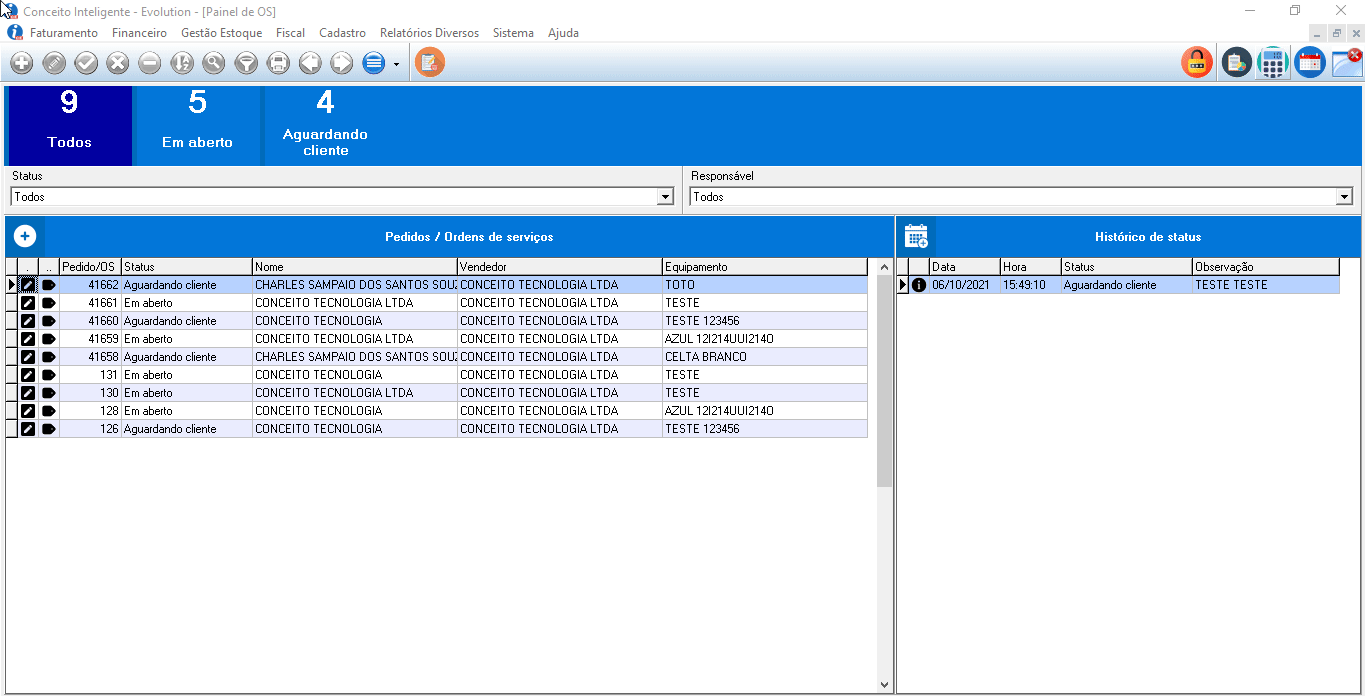 Conceito Inteligente - Evolution - [Painel de OS]
Faturamento Financeiro Gestão Estoque Fiscal Cadastro Relatórios Diversos Sistema Ajuda
9 5 4
Todos Em aberto Aguardando cliente
Status Responsável
Todos Todos
Pedidos / Ordens de serviços Histórico de status
. .. Pedido/OS Status Nome Vendedor Equipamento Data Hora Status Observação
41662 Aguardando cliente CHARLES SAMPAIO DOS SANTOS SOUZ CONCEITO TECNOLOGIA LTDA TOTO 06/10/2021 15:49:10 Aguardando cliente TESTE TESTE
41661 Em aberto CONCEITO TECNOLOGIA LTDA CONCEITO TECNOLOGIA LTDA TESTE
41660 Aguardando cliente CONCEITO TECNOLOGIA CONCEITO TECNOLOGIA LTDA TESTE 123456
41659 Em aberto CONCEITO TECNOLOGIA LTDA CONCEITO TECNOLOGIA LTDA AZUL 12I214UUI214O
41658 Aguardando cliente CHARLES SAMPAIO DOS SANTOS SOUZ CONCEITO TECNOLOGIA LTDA CELTA BRANCO
131 Em aberto CONCEITO TECNOLOGIA CONCEITO TECNOLOGIA LTDA TESTE
130 Em aberto CONCEITO TECNOLOGIA LTDA CONCEITO TECNOLOGIA LTDA TESTE
128 Em aberto CONCEITO TECNOLOGIA CONCEITO TECNOLOGIA LTDA AZUL 12I214UUI214O
126 Aguardando cliente CONCEITO TECNOLOGIA CONCEITO TECNOLOGIA LTDA TESTE 123456